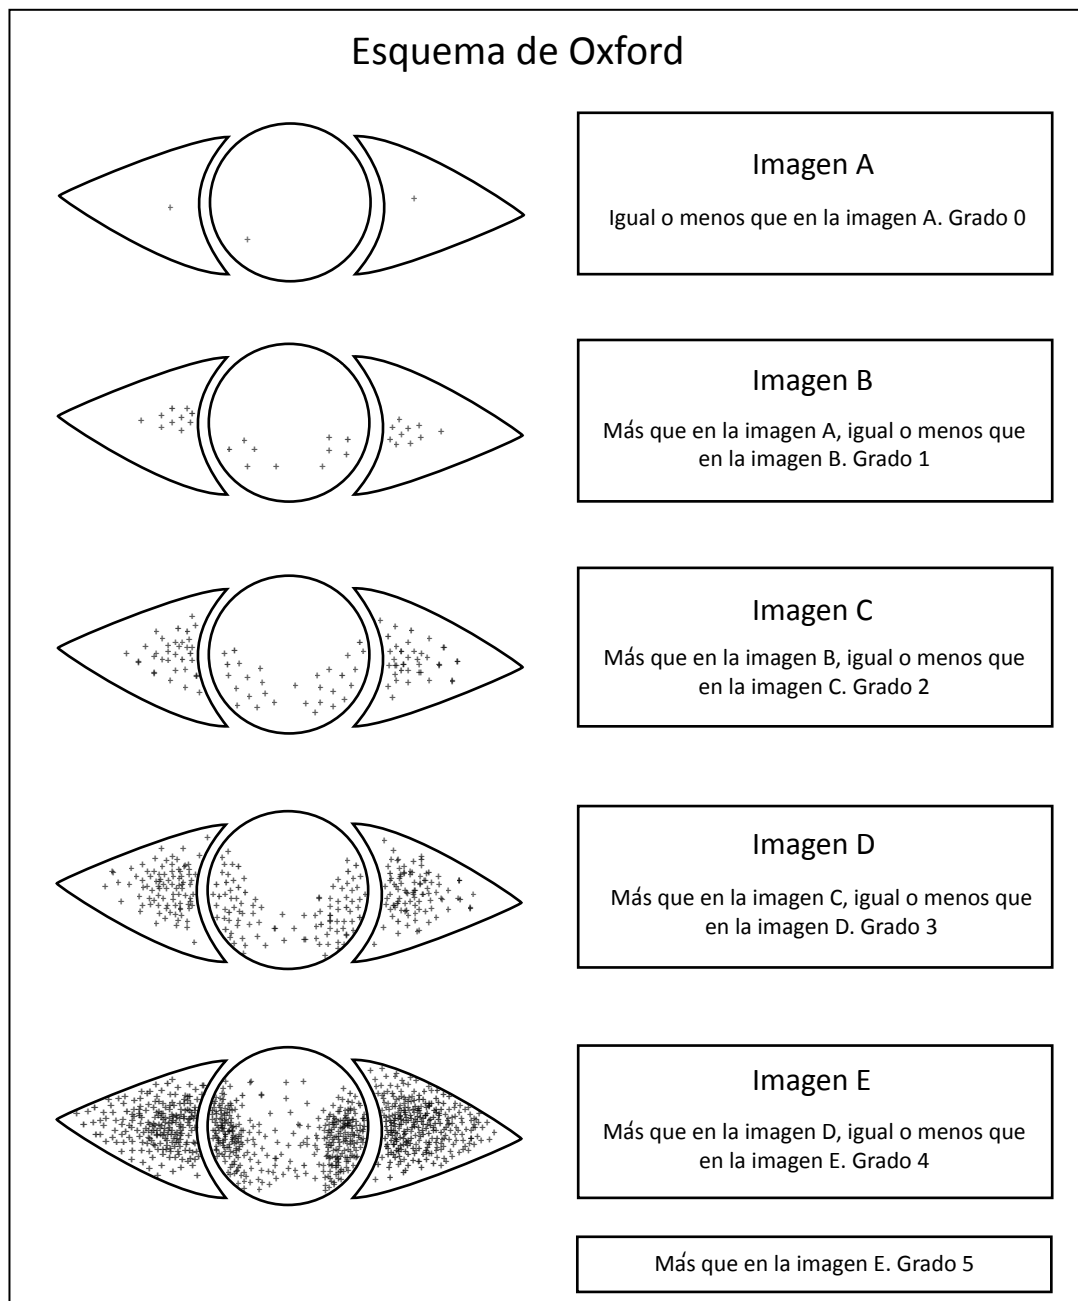 Esquema de Oxford
Imagen A
Igual o menos que en la imagen A. Grado 0
Imagen B
Más que en la imagen A, igual o menos que
en la imagen B. Grado 1
Imagen C
Más que en la imagen B, igual o menos que
en la imagen C. Grado 2
Imagen D
Más que en la imagen C, igual o menos que
en la imagen D. Grado 3
Imagen E
Más que en la imagen D, igual o menos que
en la imagen E. Grado 4
Más que en la imagen E. Grado 5